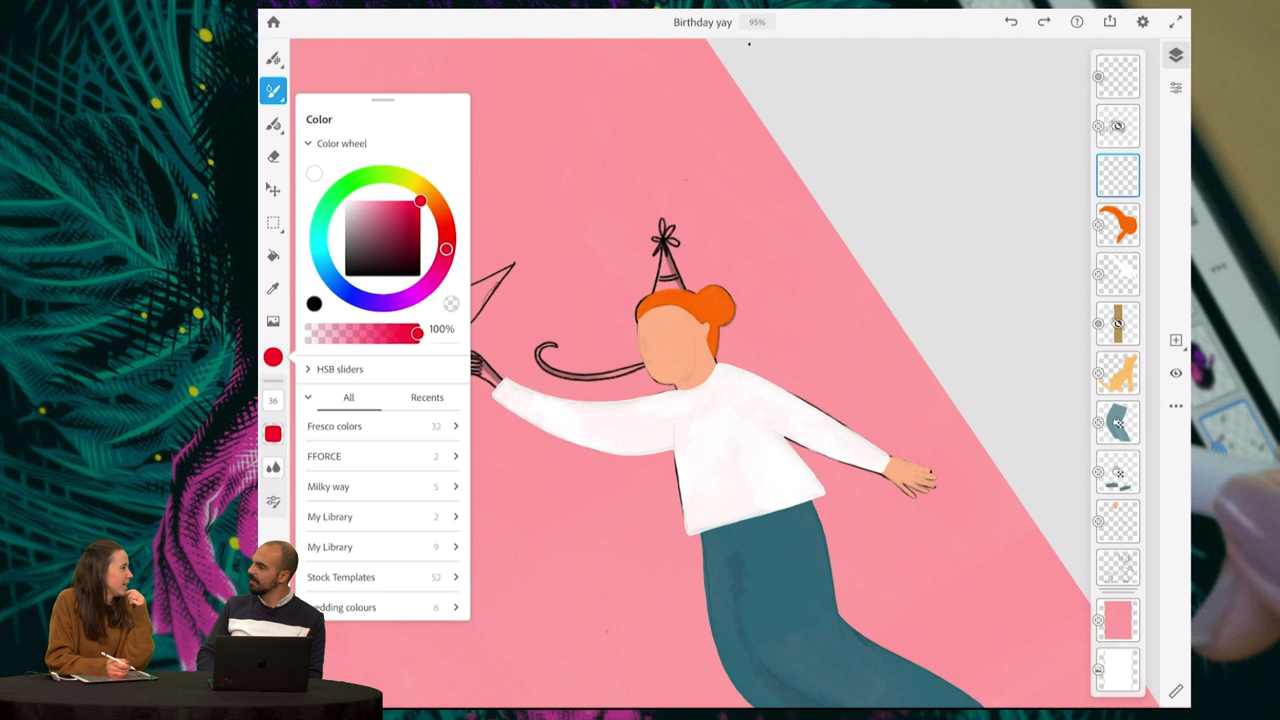 Birthday yay 95%
Color
Color wheel
100%
HSB sliders
All Recents
Fresco colors 32
FFORCE 2
Milky way 5
My Library 2
My Library 9
Stock Templates 52
edding colours 6
36